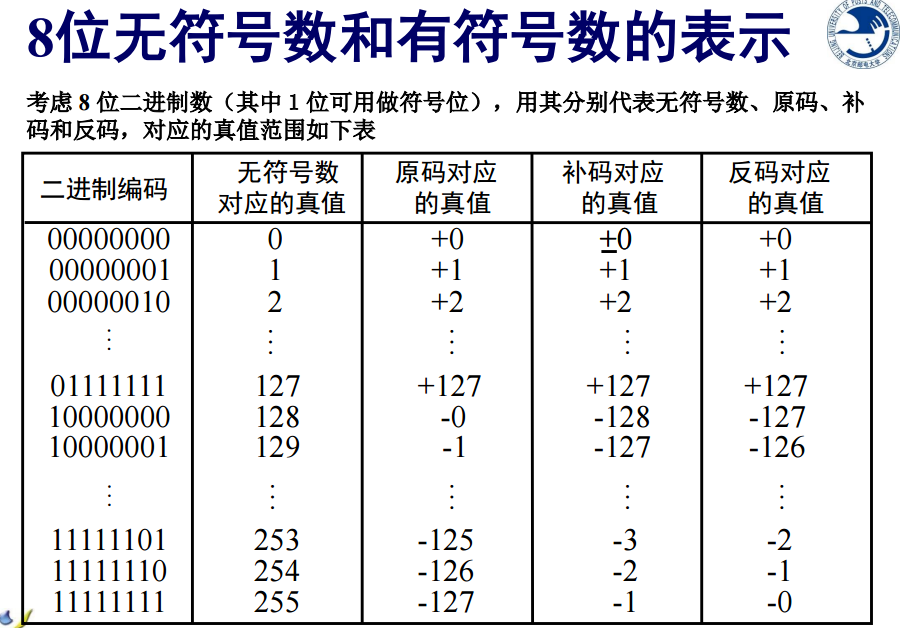 8位无符号数和有符号数的表示
考虑 8 位二进制数（其中 1 位可用做符号位），用其分别代表无符号数、原码、补
码和反码，对应的真值范围如下表
二进制编码 无符号数对应的真值 原码对应的真值 补码对应的真值 反码对应的真值
00000000 0 +0 ±0 +0
00000001 1 +1 +1 +1
00000010 2 +2 +2 +2
⋮ ⋮ ⋮ ⋮ ⋮
01111111 127 +127 +127 +127
10000000 128 -0 -128 -127
10000001 129 -1 -127 -126
⋮ ⋮ ⋮ ⋮ ⋮
11111101 253 -125 -3 -2
11111110 254 -126 -2 -1
11111111 255 -127 -1 -0